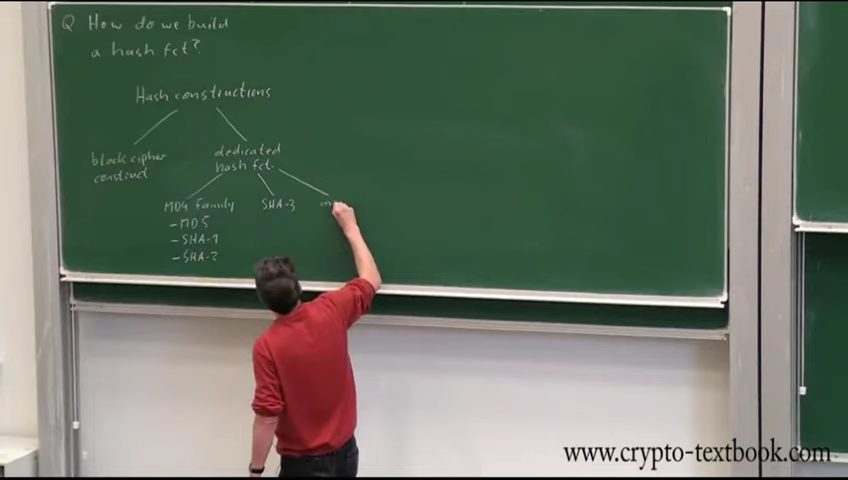 Q How do we build
a hash fct?
Hash constructions
block cipher
construct
dedicated
hash fct.
MD4 family
SHA-3
- MD5
- SHA-1
- SHA-2
www.crypto-textbook.com